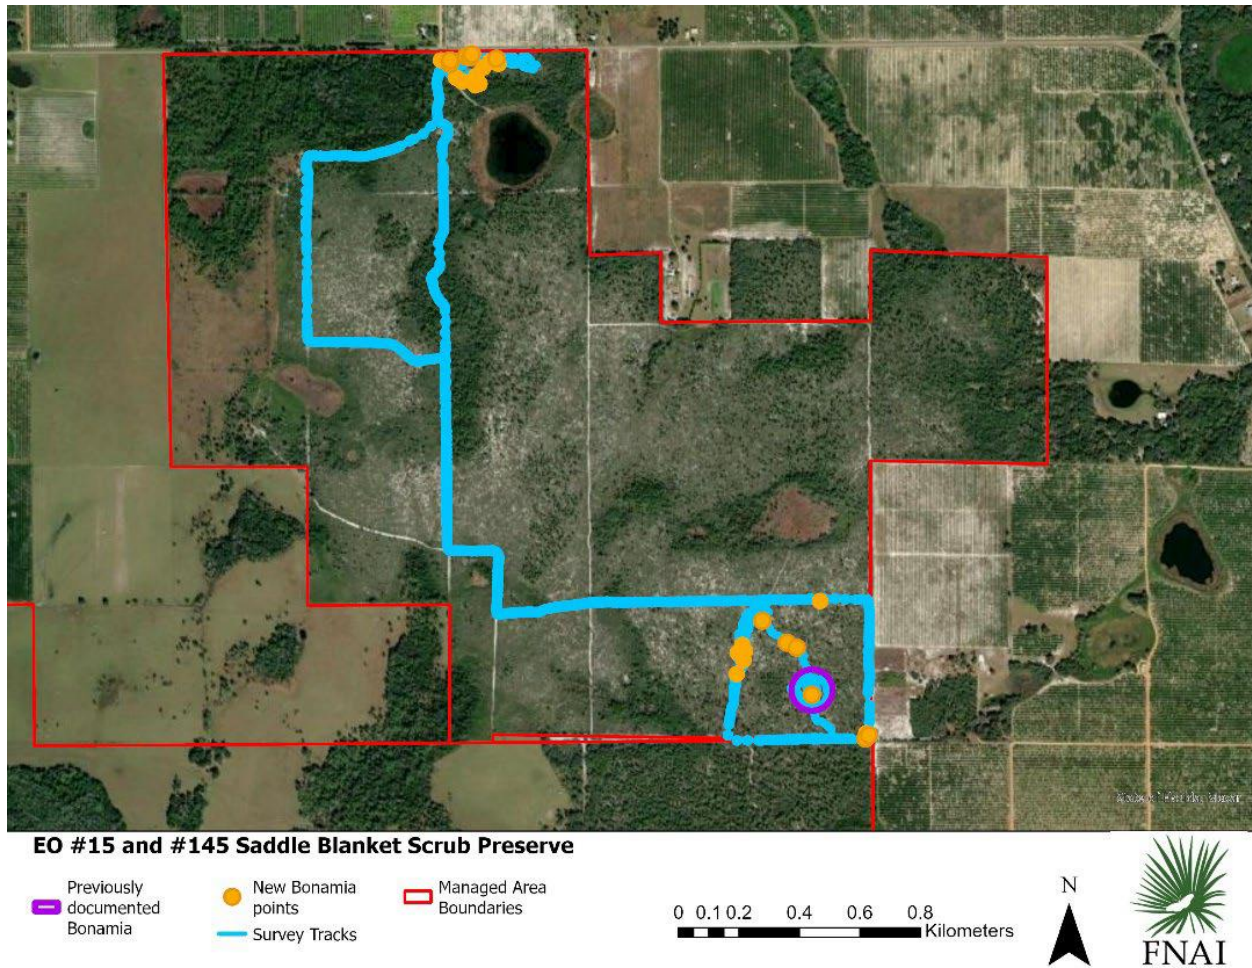 EO #15 and #145 Saddle Blanket Scrub Preserve
Previously
documented
Bonamia
New Bonamia
points
Survey Tracks
Managed Area
Boundaries
0 0.1 0.2 0.4 0.6 0.8
Kilometers
N
FNAI